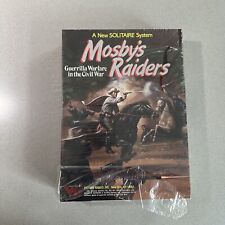 A New SOLITAIRE System
Mosby's
Raiders
Guerrilla Warfare
in the Civil War